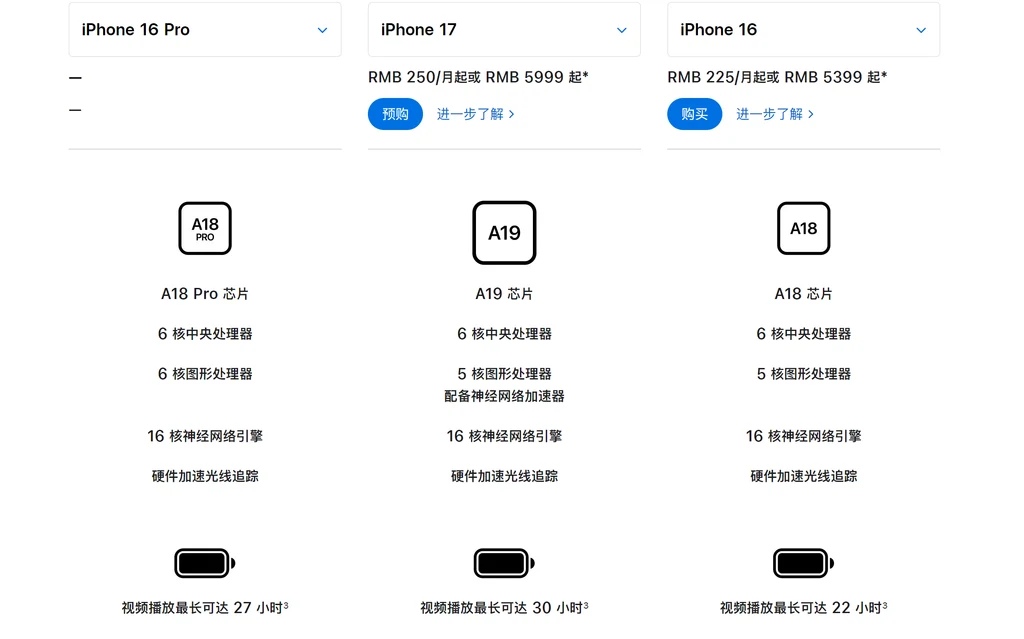 iPhone 16 Pro
iPhone 17
iPhone 16
—
—
RMB 250/月起或 RMB 5999 起*
预购 进一步了解 >
RMB 225/月起或 RMB 5399 起*
购买 进一步了解 >
A18
PRO
A18 Pro 芯片
6 核中央处理器
6 核图形处理器
16 核神经网络引擎
硬件加速光线追踪
视频播放最长可达 27 小时3
A19
A19 芯片
6 核中央处理器
5 核图形处理器
配备神经网络加速器
16 核神经网络引擎
硬件加速光线追踪
视频播放最长可达 30 小时3
A18
A18 芯片
6 核中央处理器
5 核图形处理器
16 核神经网络引擎
硬件加速光线追踪
视频播放最长可达 22 小时3